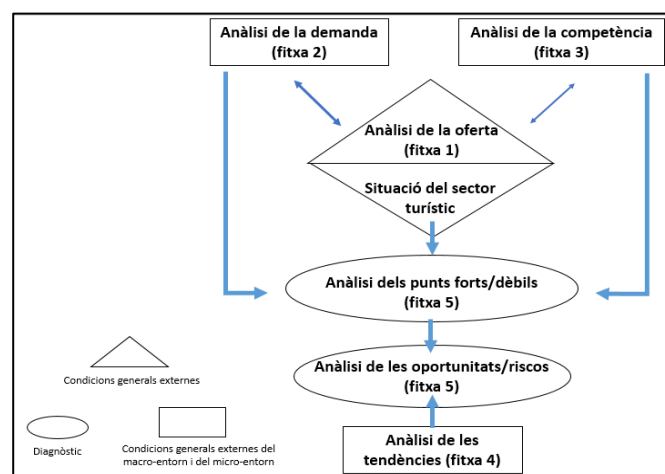 Anàlisi de la demanda
(fitxa 2)
Anàlisi de la competència
(fitxa 3)
Anàlisi de la oferta
(fitxa 1)
Situació del sector
turístic
Anàlisi dels punts forts/dèbils
(fitxa 5)
Anàlisi de les oportunitats/riscos
(fitxa 5)
Anàlisi de les
tendències (fitxa 4)
Condicions generals externes
Diagnòstic
Condicions generals externes del
macro-entorn i del micro-entorn